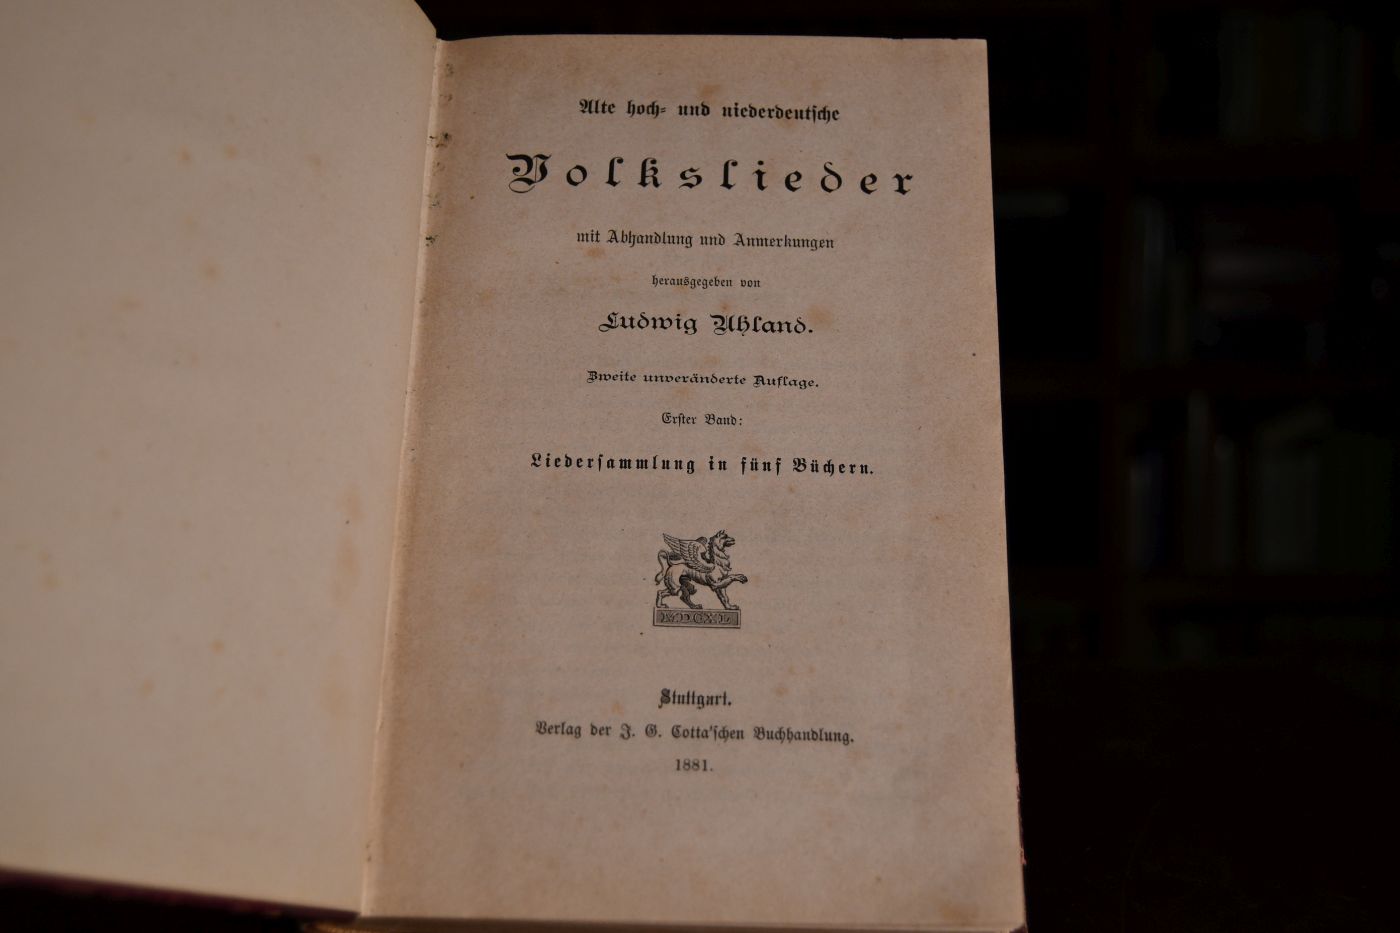 Alte hoch- und niederdeutsche
Volkslieder
mit Abhandlung und Anmerkungen
herausgegeben von
Ludwig Uhland.
Zweite unveränderte Auflage.
Erster Band:
Liedersammlung in fünf Büchern.
MDCXL
Stuttgart.
Verlag der J. G. Cotta'schen Buchhandlung.
1881.